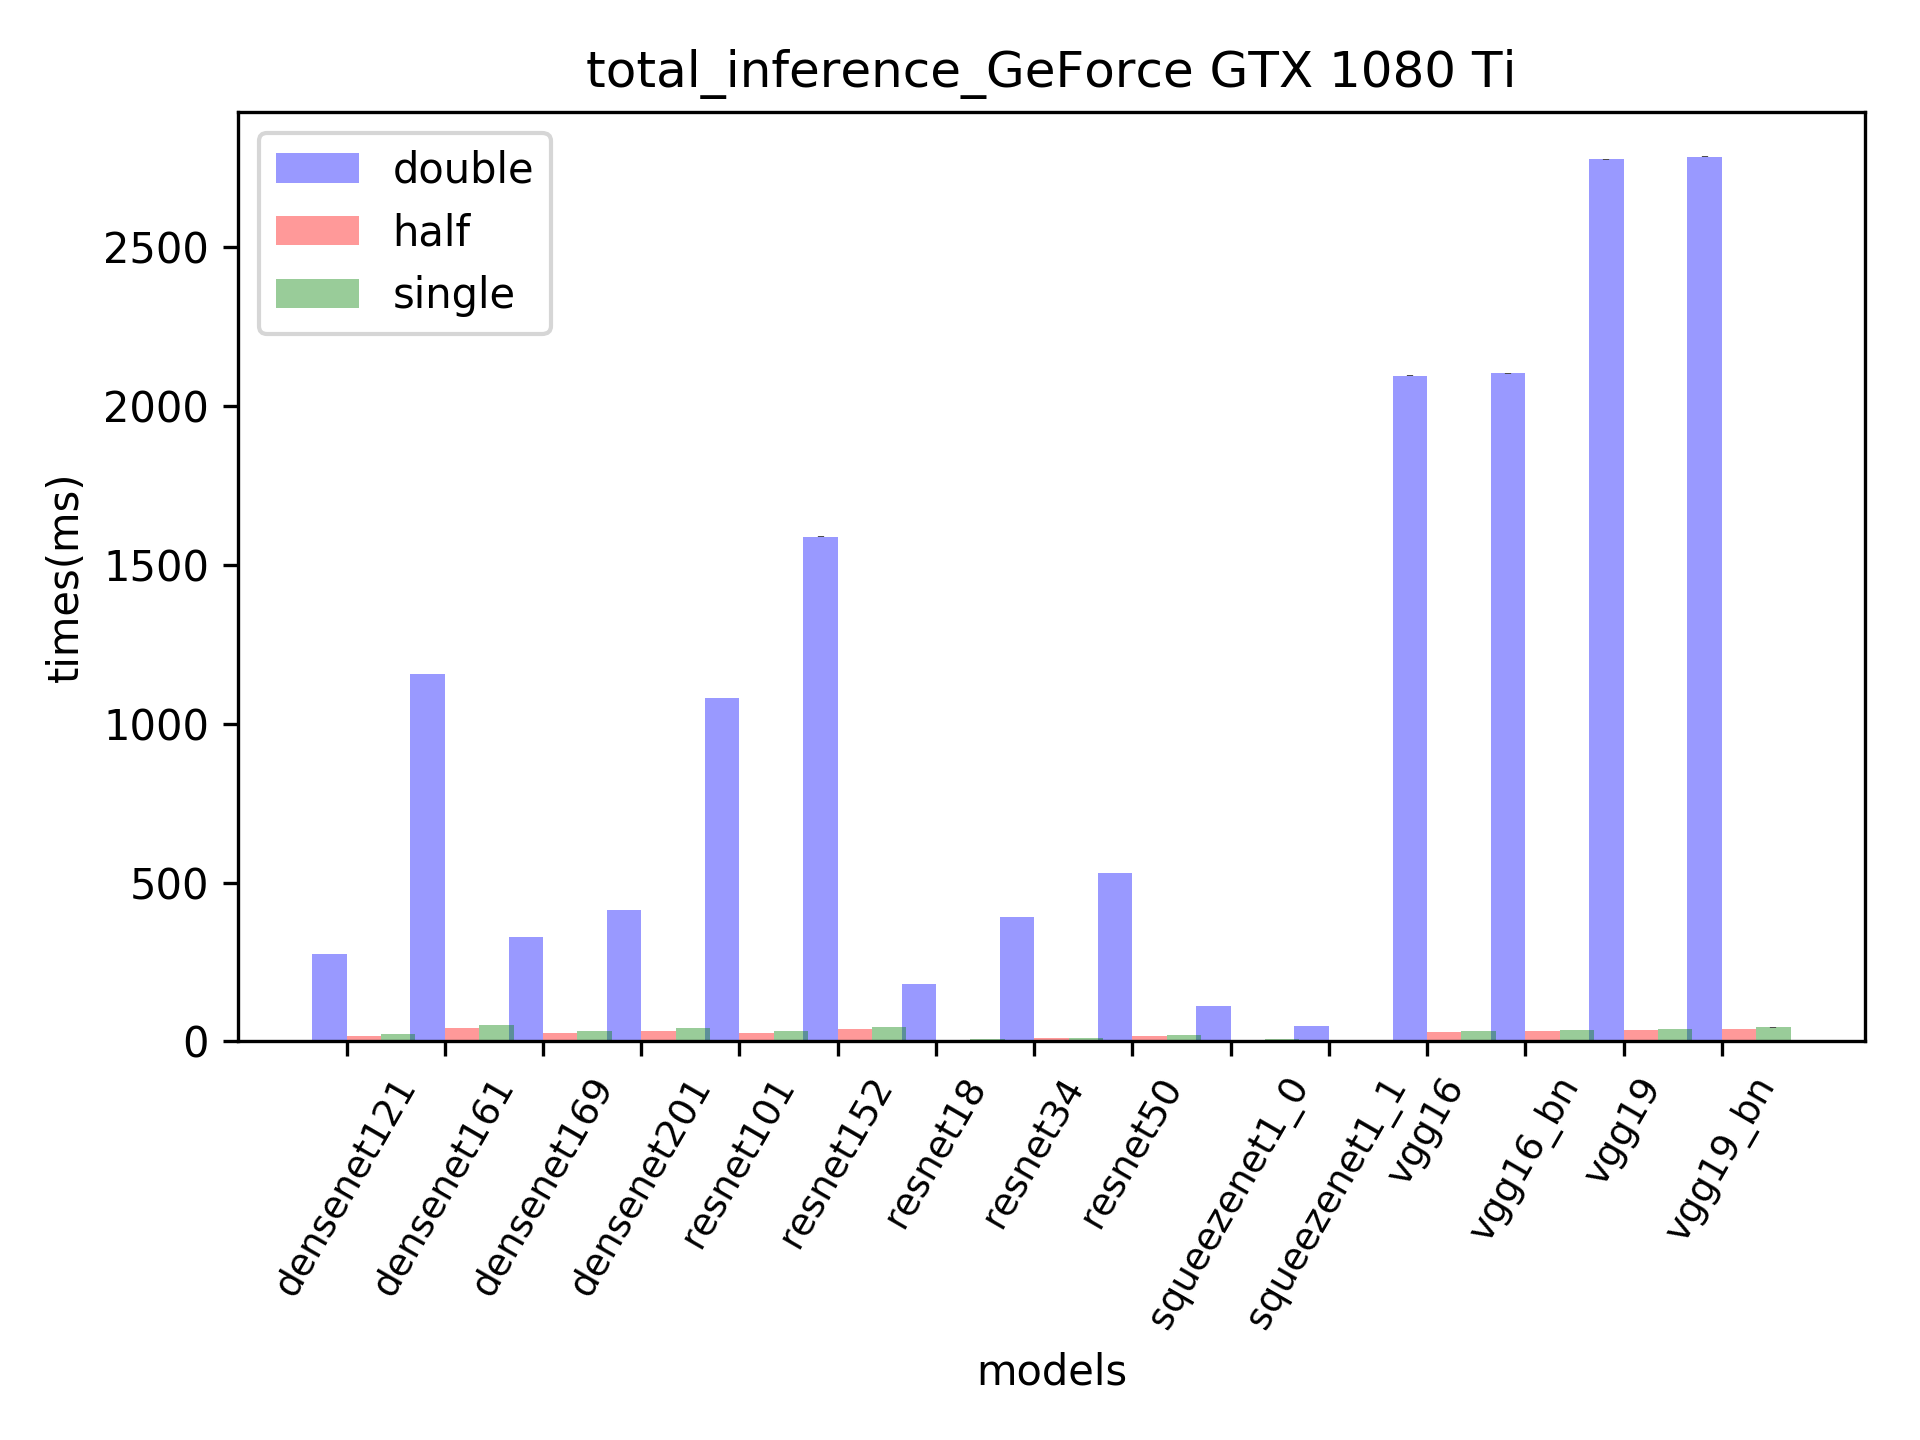 total_inference_GeForce GTX 1080 Ti
double
half
single
2500
2000
1500
1000
500
0
times(ms)
densenet121
densenet161
densenet169
densenet201
resnet101
resnet152
resnet18
resnet34
resnet50
squeezenet1_0
squeezenet1_1
vgg16
vgg16_bn
vgg19
vgg19_bn
models